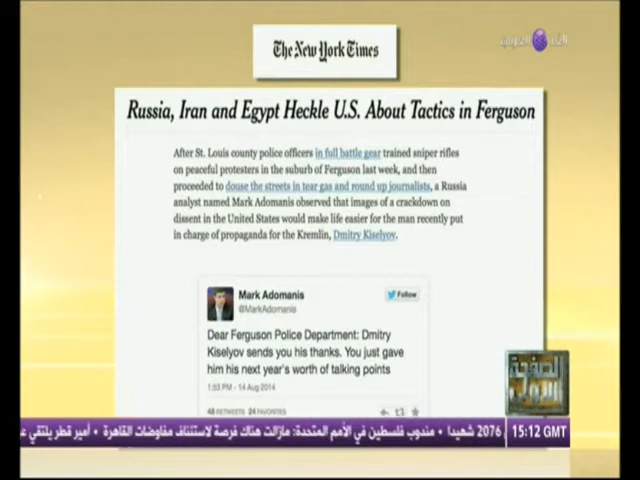 The New York Times
الغد العربي
Russia, Iran and Egypt Heckle U.S. About Tactics in Ferguson
After St. Louis county police officers in full battle gear trained sniper rifles
on peaceful protesters in the suburb of Ferguson last week, and then
proceeded to douse the streets in tear gas and round up journalists, a Russia
analyst named Mark Adomanis observed that images of a crackdown on
dissent in the United States would make life easier for the man recently put
in charge of propaganda for the Kremlin, Dmitry Kiselyov.
Mark Adomanis
@MarkAdomanis
Follow
Dear Ferguson Police Department: Dmitry
Kiselyov sends you his thanks. You just gave
him his next year's worth of talking points
1:53 PM - 14 Aug 2014
48 RETWEETS 24 FAVORITES
الصفحة
2076 شهيدا • مندوب فلسطين في الأمم المتحدة: مازالت هناك فرصة لاستئناف مفاوضات القاهرة • أمير قطر يلتقي
15:12 GMT